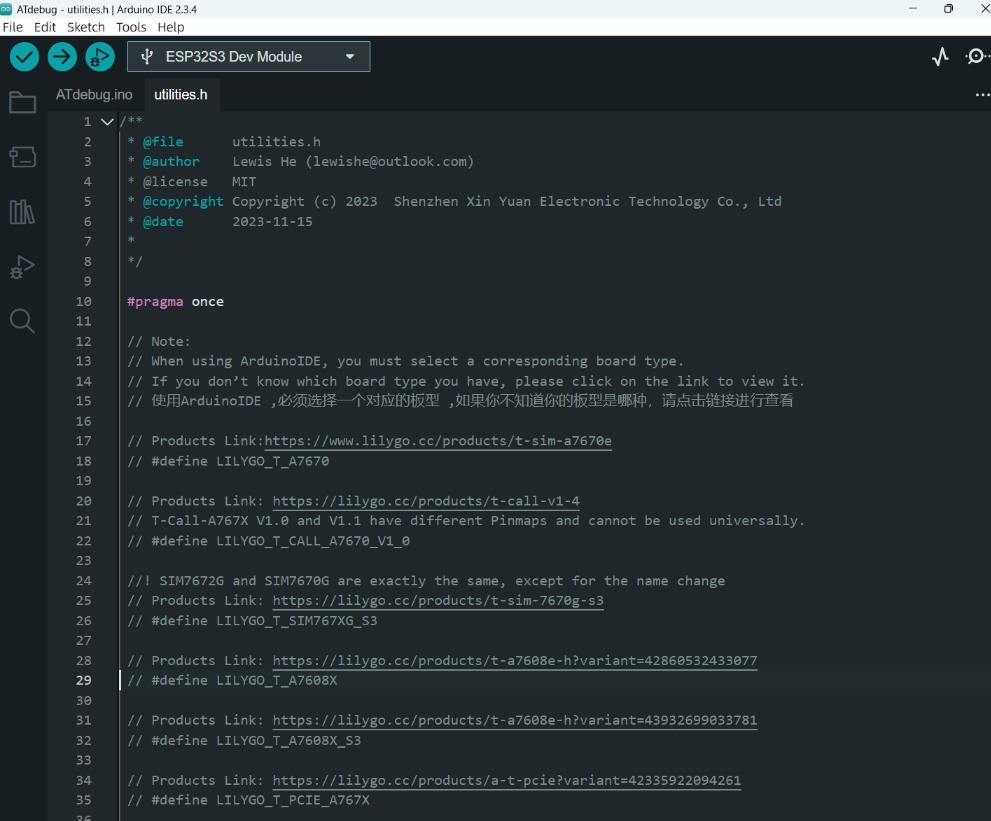 ATdebug - utilities.h | Arduino IDE 2.3.4
File Edit Sketch Tools Help
ESP32S3 Dev Module
ATdebug.ino utilities.h
1 /**
2 * @file utilities.h
3 * @author Lewis He (lewishe@outlook.com)
4 * @license MIT
5 * @copyright Copyright (c) 2023  Shenzhen Xin Yuan Electronic Technology Co., Ltd
6 * @date 2023-11-15
7 *
8 */
9
10 #pragma once
11
12 // Note:
13 // When using ArduinoIDE, you must select a corresponding board type.
14 // If you don’t know which board type you have, please click on the link to view it.
15 // 使用ArduinoIDE ,必须选择一个对应的板型 ,如果你不知道你的板型是哪种，请点击链接进行查看
16
17 // Products Link:https://www.lilygo.cc/products/t-sim-a7670e
18 // #define LILYGO_T_A7670
19
20 // Products Link: https://lilygo.cc/products/t-call-v1-4
21 // T-Call-A767X V1.0 and V1.1 have different Pinmaps and cannot be used universally.
22 // #define LILYGO_T_CALL_A7670_V1_0
23
24 //! SIM7672G and SIM7670G are exactly the same, except for the name change
25 // Products Link: https://lilygo.cc/products/t-sim-7670g-s3
26 // #define LILYGO_T_SIM767XG_S3
27
28 // Products Link: https://lilygo.cc/products/t-a7608e-h?variant=42860532433077
29 // #define LILYGO_T_A7608X
30
31 // Products Link: https://lilygo.cc/products/t-a7608e-h?variant=43932699033781
32 // #define LILYGO_T_A7608X_S3
33
34 // Products Link: https://lilygo.cc/products/a-t-pcie?variant=42335922094261
35 // #define LILYGO_T_PCIE_A767X
36